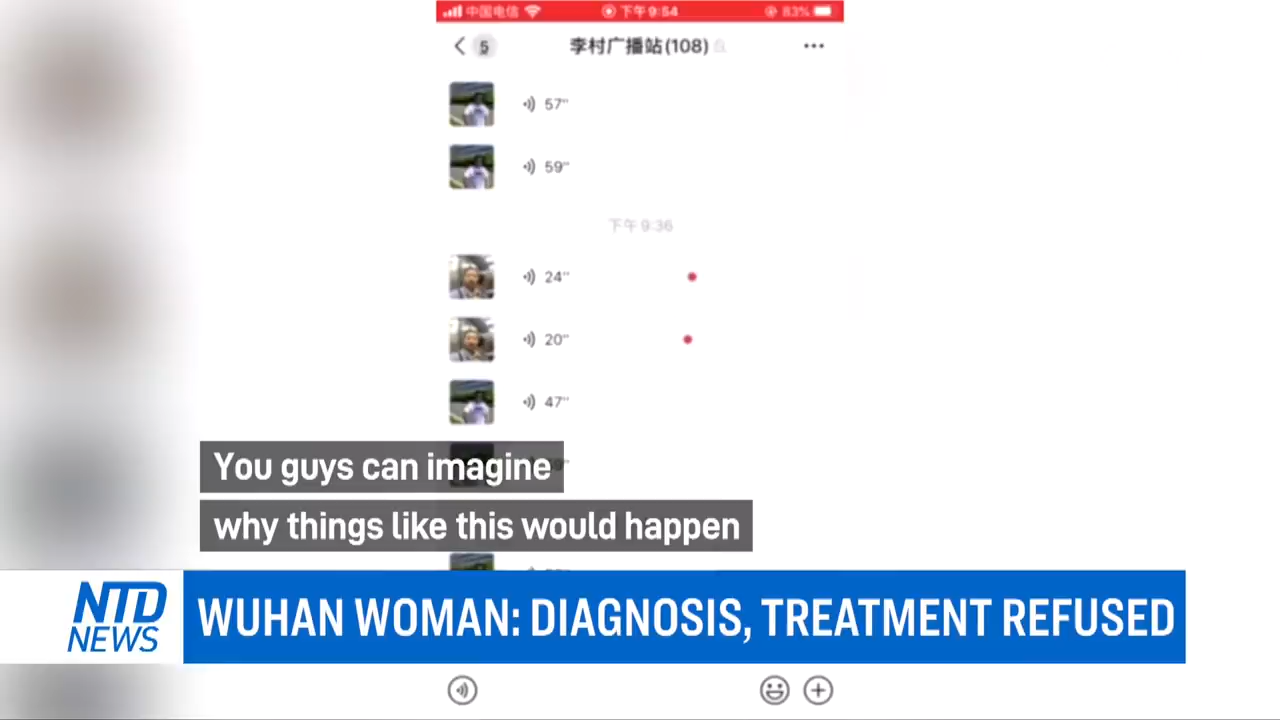 中国电信
下午9:54
83%
5
李村广播站(108)
57"
59"
下午 9:36
24"
20"
47"
You guys can imagine
why things like this would happen
NTD
NEWS
WUHAN WOMAN: DIAGNOSIS, TREATMENT REFUSED